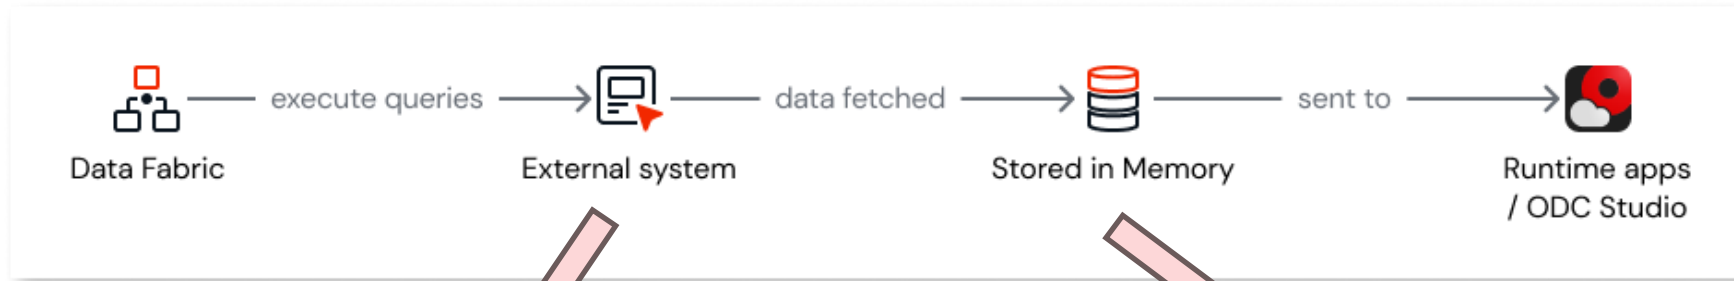 execute queries
data fetched
sent to
Data Fabric
External system
Stored in Memory
Runtime apps
/ ODC Studio